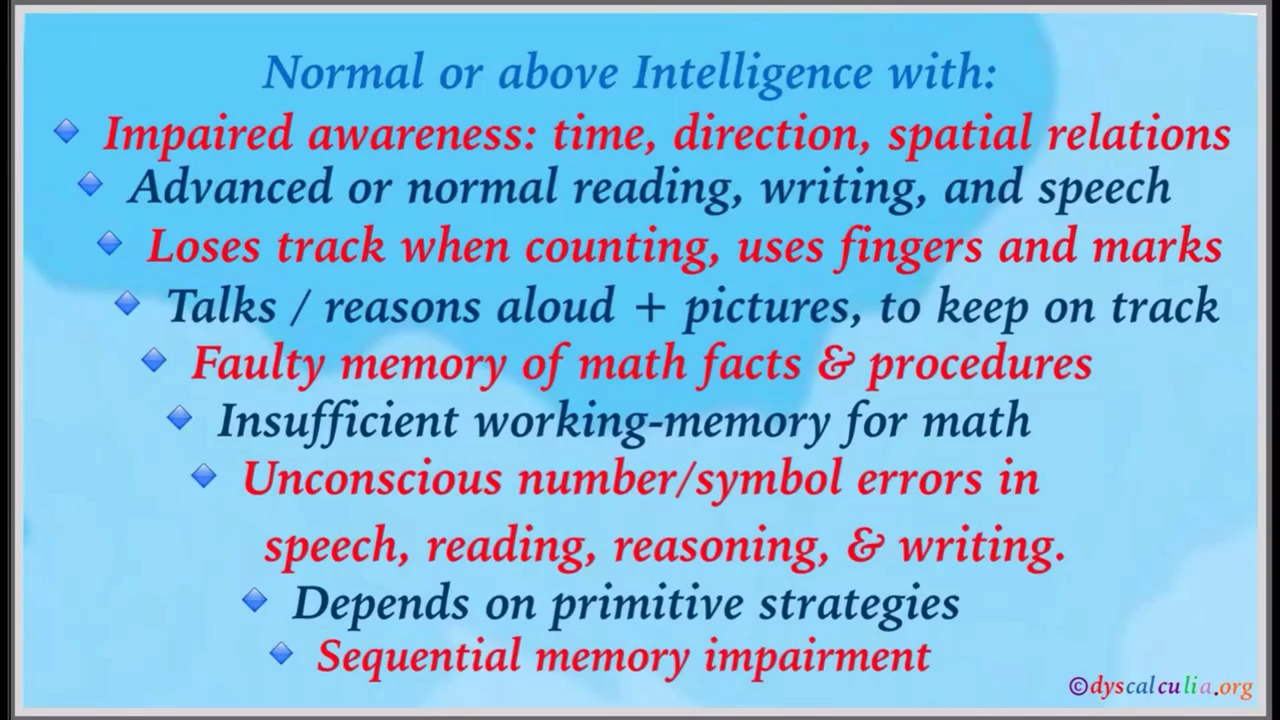 Normal or above Intelligence with:
Impaired awareness: time, direction, spatial relations
Advanced or normal reading, writing, and speech
Loses track when counting, uses fingers and marks
Talks / reasons aloud + pictures, to keep on track
Faulty memory of math facts & procedures
Insufficient working-memory for math
Unconscious number/symbol errors in
speech, reading, reasoning, & writing.
Depends on primitive strategies
Sequential memory impairment
©dyscalculia.org